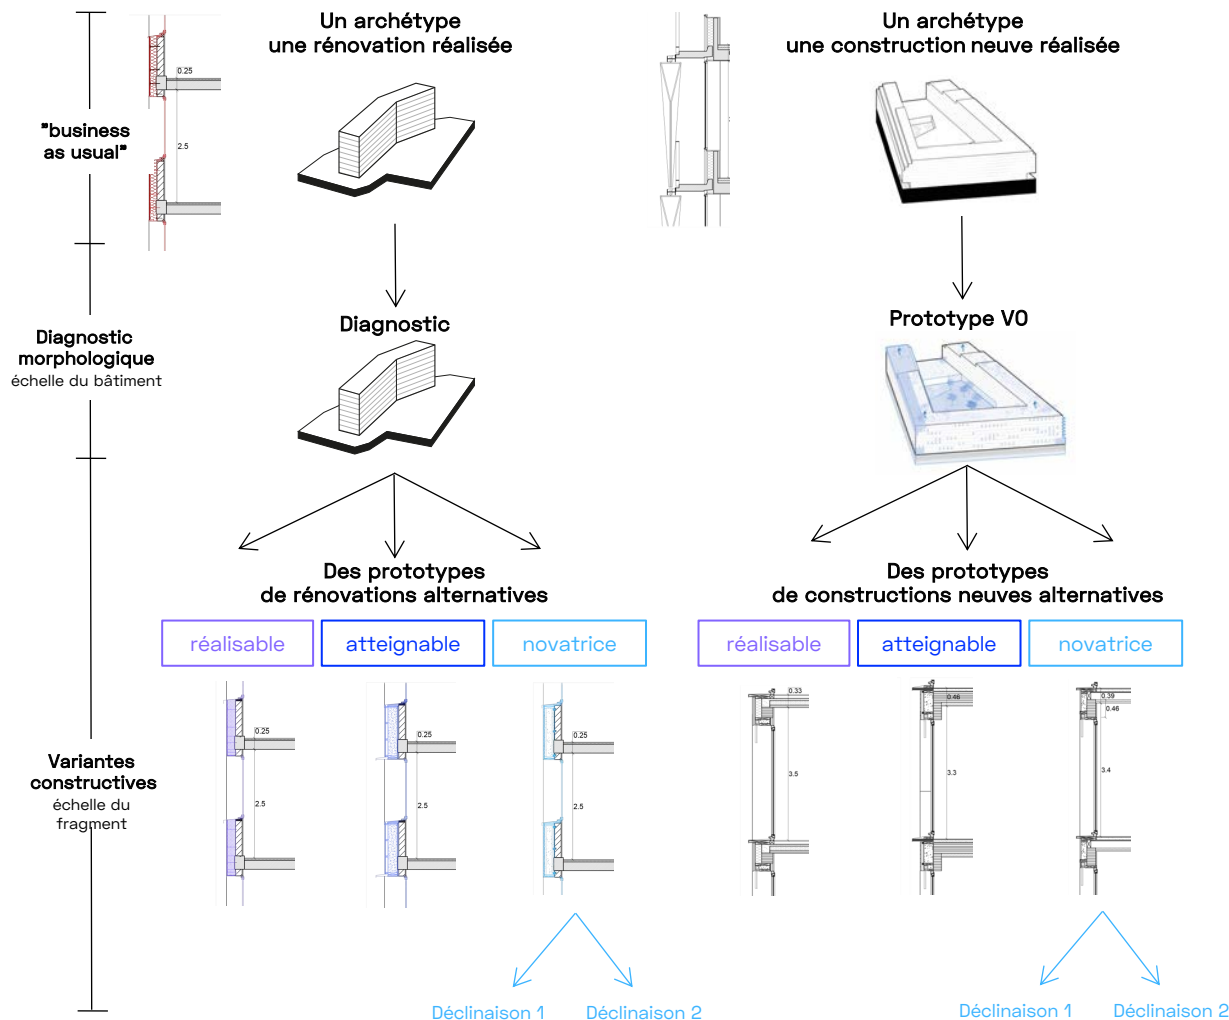 Un archétype
une rénovation réalisée
Un archétype
une construction neuve réalisée
0.25
2.5
"business
as usual"
Diagnostic
morphologique
échelle du bâtiment
Diagnostic
Prototype V0
Des prototypes
de rénovations alternatives
Des prototypes
de constructions neuves alternatives
réalisable
atteignable
novatrice
réalisable
atteignable
novatrice
Variantes
constructives
échelle du
fragment
0.25
2.5
0.25
2.5
0.25
2.5
0.33
3.5
0.46
3.3
0.39
0.46
3.4
Déclinaison 1
Déclinaison 2
Déclinaison 1
Déclinaison 2